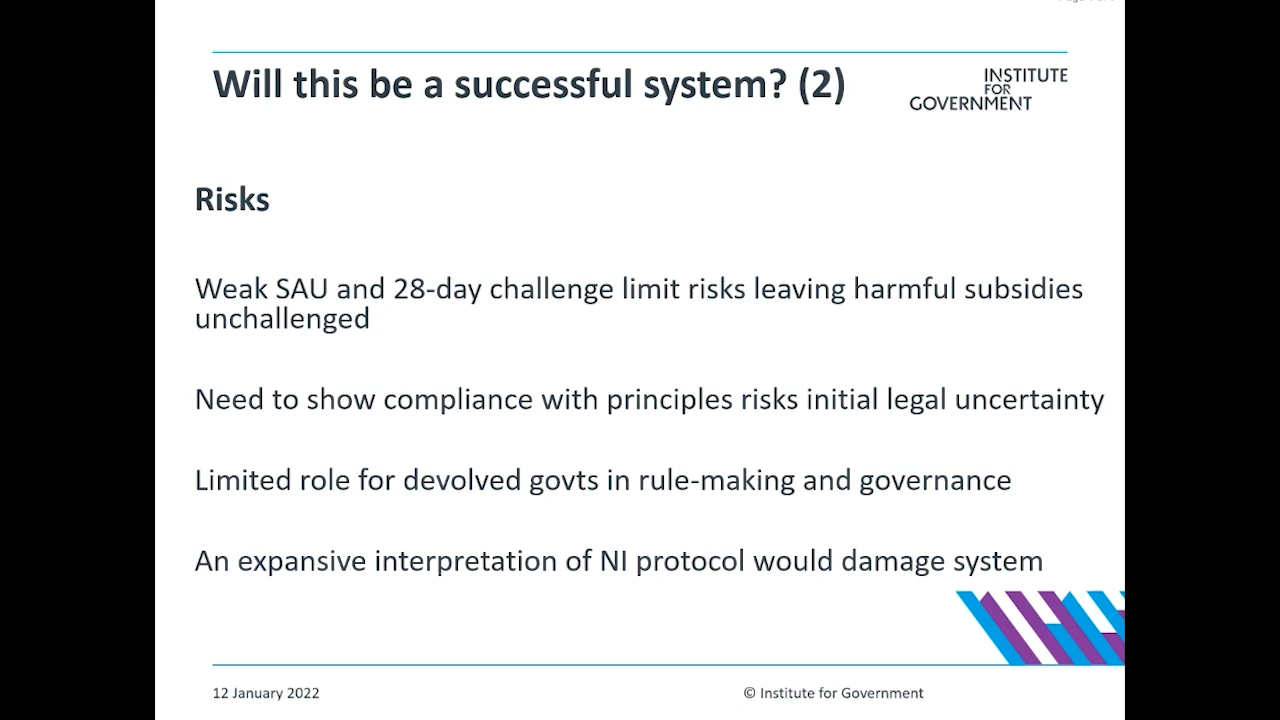 Will this be a successful system? (2)
INSTITUTE
FOR
GOVERNMENT
Risks
Weak SAU and 28-day challenge limit risks leaving harmful subsidies
unchallenged
Need to show compliance with principles risks initial legal uncertainty
Limited role for devolved govts in rule-making and governance
An expansive interpretation of NI protocol would damage system
12 January 2022
© Institute for Government